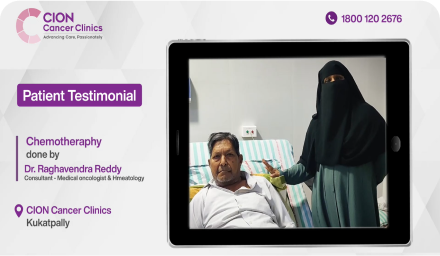 CION
Cancer Clinics
Advancing Care, Passionately
1800 120 2676
Patient Testimonial
Chemotheraphy
done by
Dr. Raghavendra Reddy
Consultant - Medical oncologist & Hmeatology
CION Cancer Clinics
Kukatpally